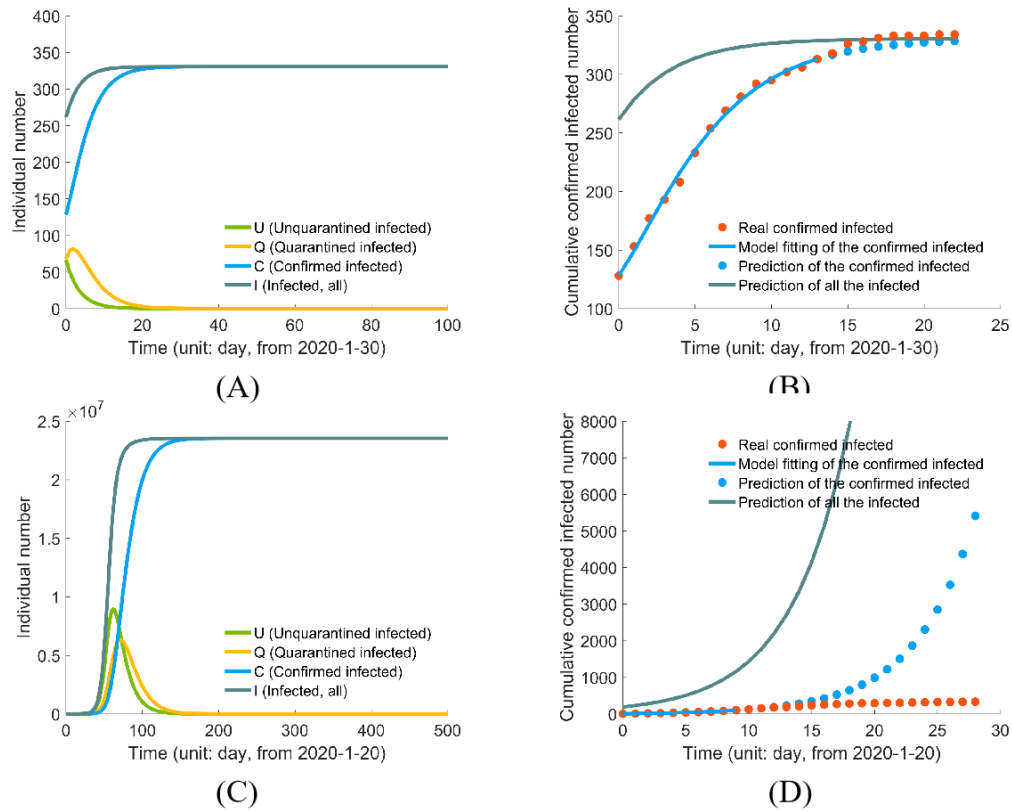 400
350
300
250
200
150
100
50
0
Individual number
U (Unquarantined infected)
Q (Quarantined infected)
C (Confirmed infected)
I (Infected, all)
0 20 40 60 80 100
Time (unit: day, from 2020-1-30)
(A)
350
300
250
200
150
100
Cumulative confirmed infected number
Real confirmed infected
Model fitting of the confirmed infected
Prediction of the confirmed infected
Prediction of all the infected
0 5 10 15 20 25
Time (unit: day, from 2020-1-30)
(B)
×10⁷
2.5
2
1.5
1
0.5
0
Individual number
U (Unquarantined infected)
Q (Quarantined infected)
C (Confirmed infected)
I (Infected, all)
0 100 200 300 400 500
Time (unit: day, from 2020-1-20)
(C)
8000
7000
6000
5000
4000
3000
2000
1000
0
Cumulative confirmed infected number
Real confirmed infected
Model fitting of the confirmed infected
Prediction of the confirmed infected
Prediction of all the infected
0 5 10 15 20 25 30
Time (unit: day, from 2020-1-20)
(D)